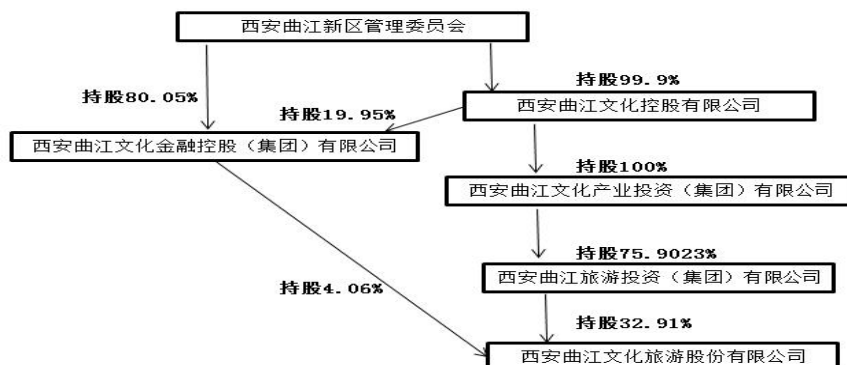 西安曲江新区管理委员会
持股80.05%
持股99.9%
持股19.95%
西安曲江文化控股有限公司
西安曲江文化金融控股（集团）有限公司
持股100%
西安曲江文化产业投资（集团）有限公司
持股75.9023%
西安曲江旅游投资（集团）有限公司
持股4.06%
持股32.91%
西安曲江文化旅游股份有限公司